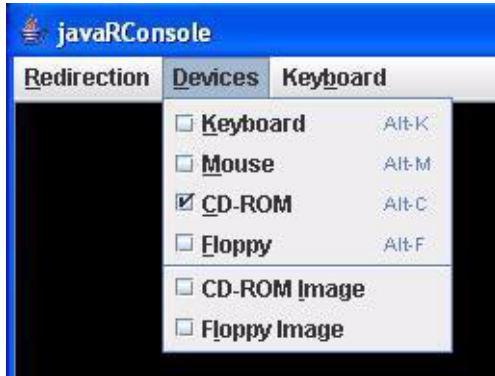 javaRConsole
Redirection Devices Keyboard
Keyboard Alt-K
Mouse Alt-M
CD-ROM Alt-C
Floppy Alt-F
CD-ROM Image
Floppy Image